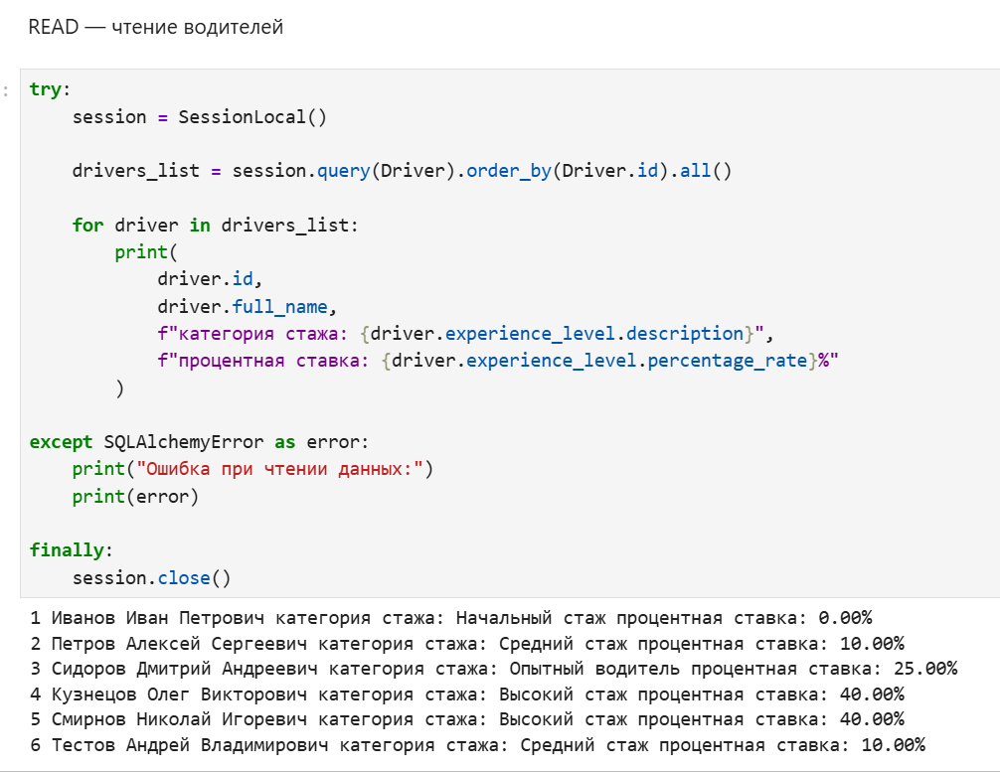 READ — чтение водителей
:
try:
    session = SessionLocal()
    drivers_list = session.query(Driver).order_by(Driver.id).all()
    for driver in drivers_list:
        print(
            driver.id,
            driver.full_name,
            f"категория стажа: {driver.experience_level.description}",
            f"процентная ставка: {driver.experience_level.percentage_rate}%"
        )
except SQLAlchemyError as error:
    print("Ошибка при чтении данных:")
    print(error)
finally:
    session.close()
1 Иванов Иван Петрович категория стажа: Начальный стаж процентная ставка: 0.00%
2 Петров Алексей Сергеевич категория стажа: Средний стаж процентная ставка: 10.00%
3 Сидоров Дмитрий Андреевич категория стажа: Опытный водитель процентная ставка: 25.00%
4 Кузнецов Олег Викторович категория стажа: Высокий стаж процентная ставка: 40.00%
5 Смирнов Николай Игоревич категория стажа: Высокий стаж процентная ставка: 40.00%
6 Тестов Андрей Владимирович категория стажа: Средний стаж процентная ставка: 10.00%